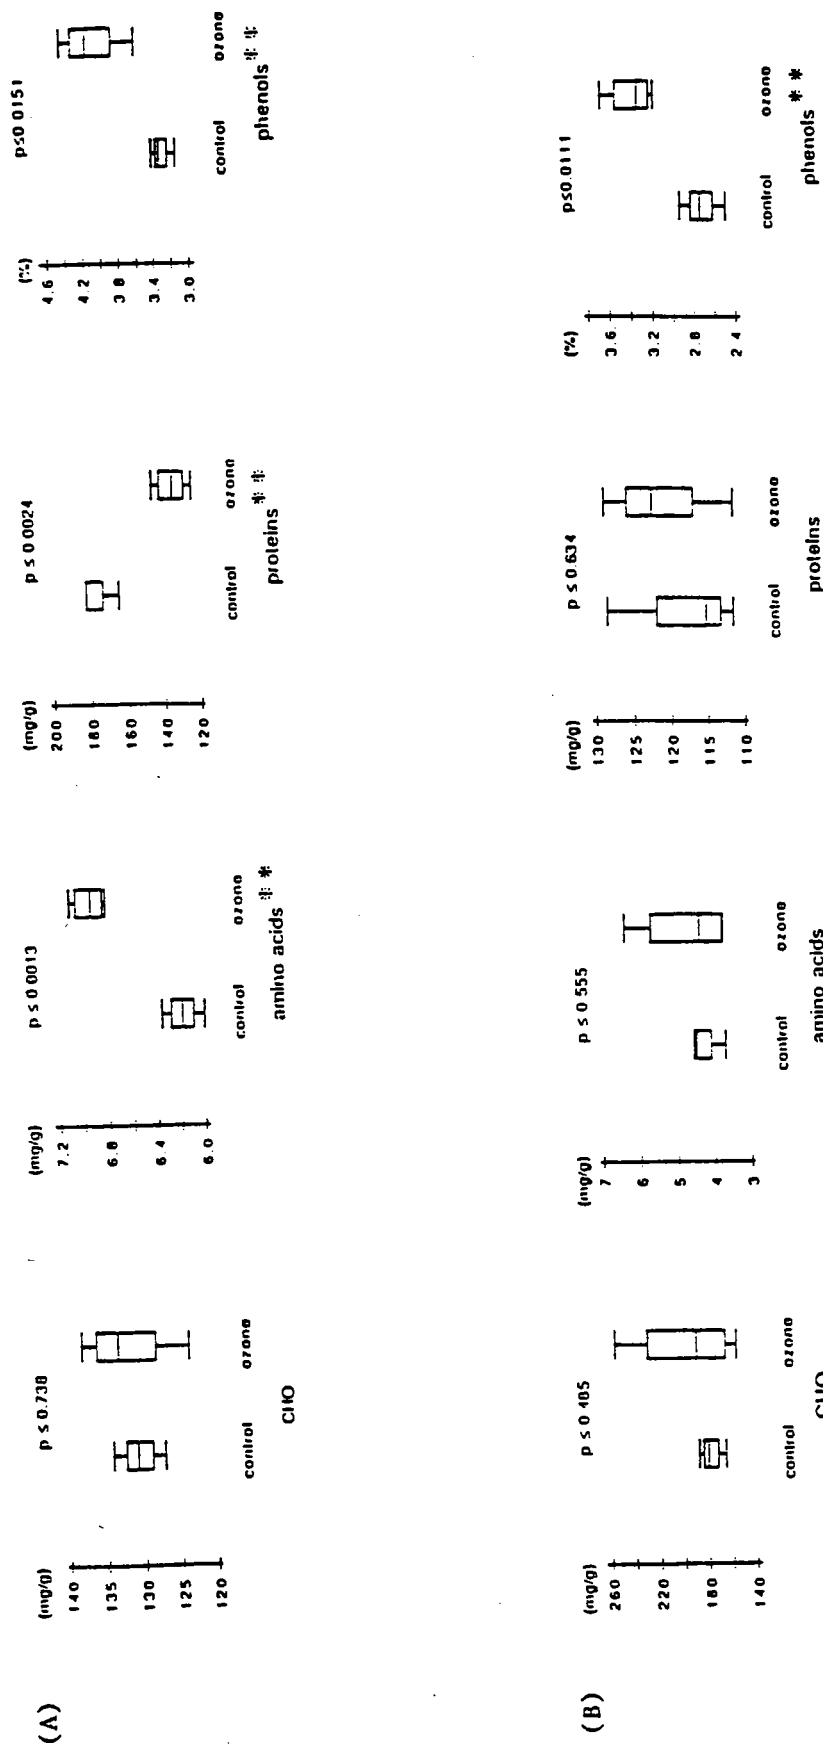 (A)
p ≤ 0.738
(mg/g)
140
135
130
125
120
control
ozone
CHO
p ≤ 0 0013
(mg/g)
7.2
6.8
6.4
6.0
control
ozone
amino acids * *
p ≤ 0 0024
(mg/g)
200
180
160
140
120
control
ozone
proteins * *
p≤0 0151
(%)
4.6
4.2
3.8
3.4
3.0
control
ozone
phenols * *
(B)
p ≤ 0 485
(mg/g)
260
220
180
140
control
ozone
CHO
p ≤ 0 555
(mg/g)
7
6
5
4
3
control
ozone
amino acids
p ≤ 0.634
(mg/g)
130
125
120
115
110
control
ozone
proteins
p≤0.0111
(%)
3.6
3.2
2.8
2 4
control
ozone
phenols * *